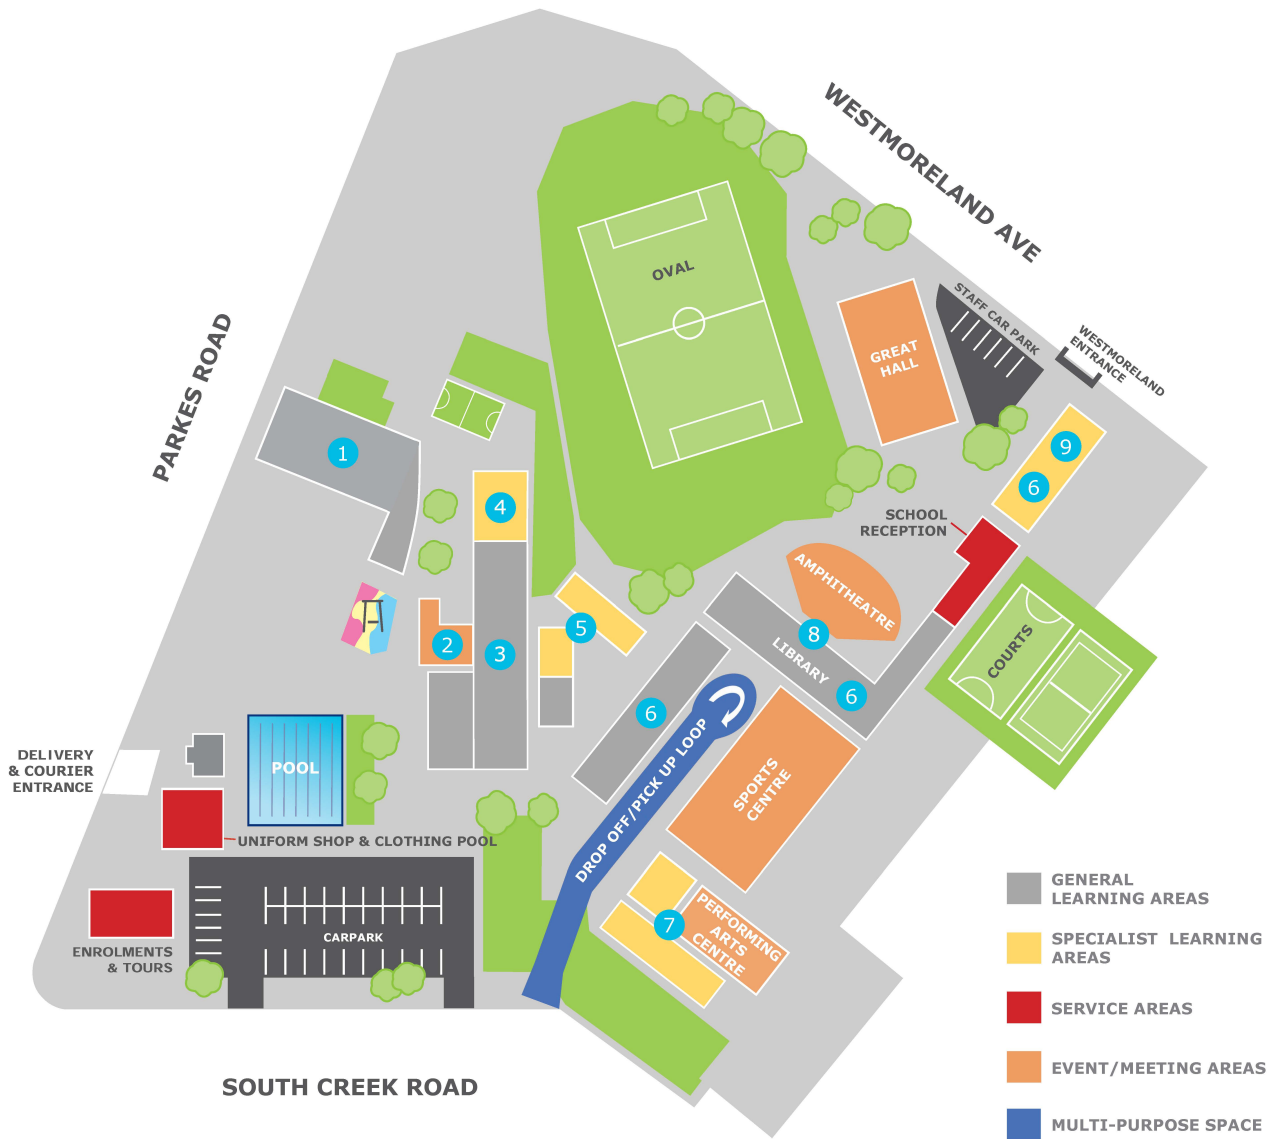 WESTMORELAND AVE
OVAL
STAFF CAR PARK
WESTMORELAND
ENTRANCE
PARKES ROAD
GREAT
HALL
1
9
4
6
SCHOOL
RECEPTION
AMPHITHEATRE
5
8
2
3
COURTS
LIBRARY
6
6
DELIVERY
& COURIER
ENTRANCE
POOL
SPORTS
CENTRE
DROP OFF/PICK UP LOOP
UNIFORM SHOP & CLOTHING POOL
GENERAL
LEARNING AREAS
7
PERFORMING
ARTS
CENTRE
CARPARK
ENROLMENTS
& TOURS
SPECIALIST LEARNING
AREAS
SERVICE AREAS
EVENT/MEETING AREAS
SOUTH CREEK ROAD
MULTI-PURPOSE SPACE